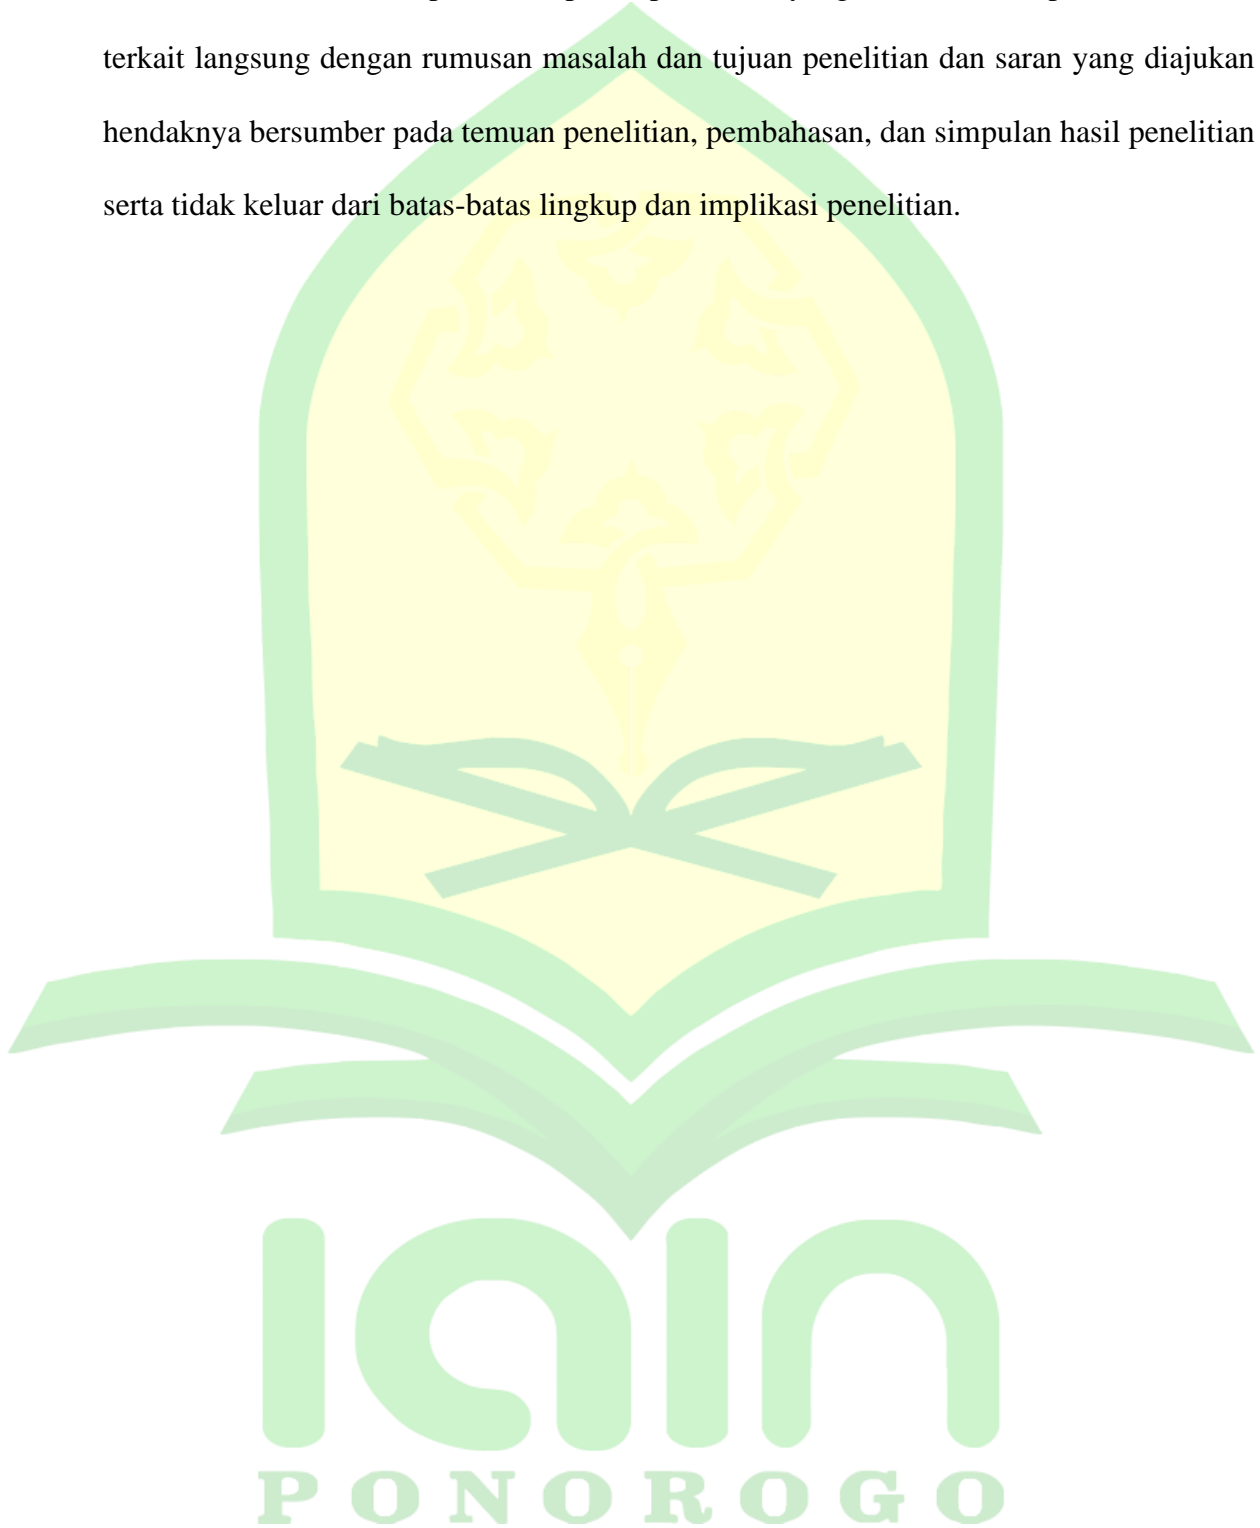 terkait langsung dengan rumusan masalah dan tujuan penelitian dan saran yang diajukan
hendaknya bersumber pada temuan penelitian, pembahasan, dan simpulan hasil penelitian
serta tidak keluar dari batas-batas lingkup dan implikasi penelitian.
iain
PONOROGO